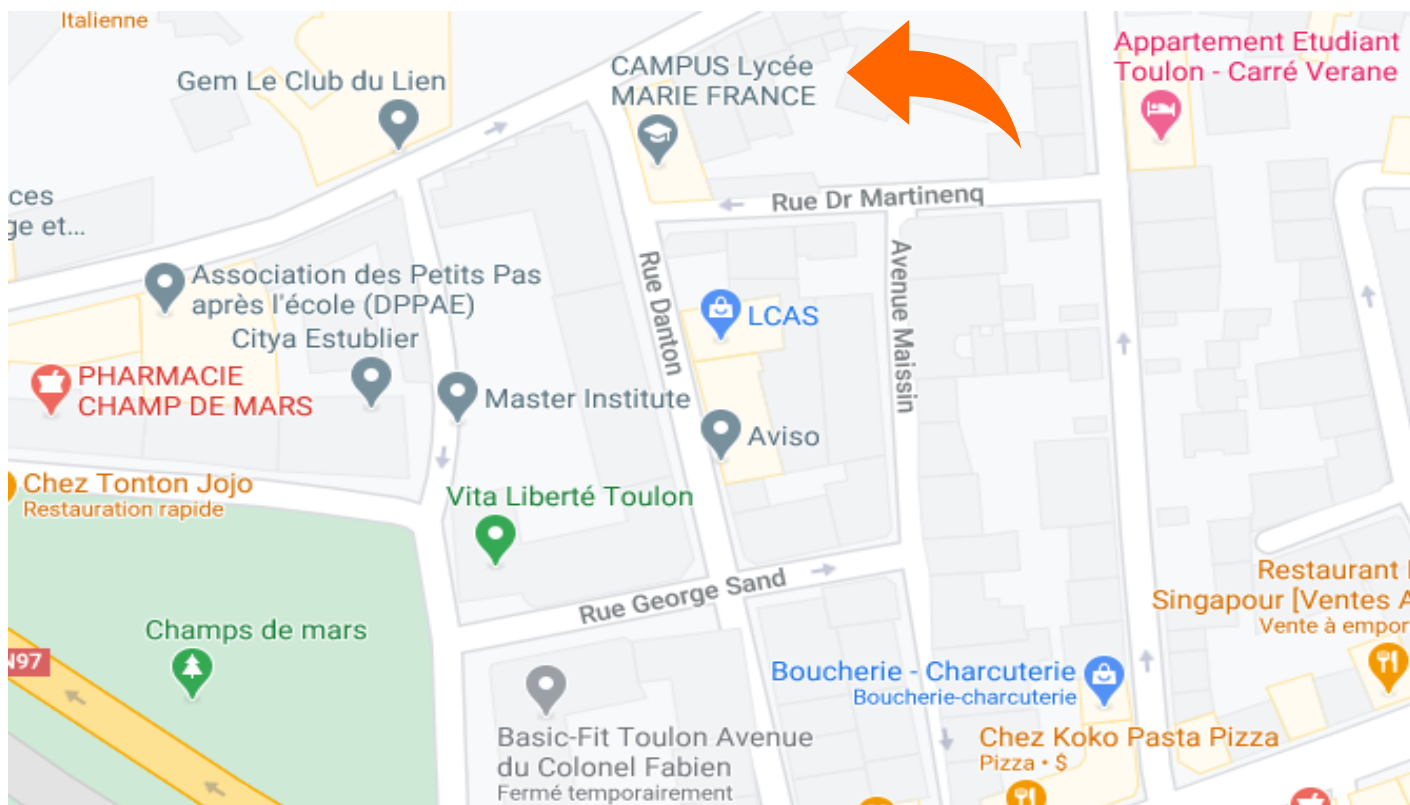 Italienne
Gem Le Club du Lien
CAMPUS Lycée
MARIE FRANCE
Appartement Etudiant
Toulon - Carré Verane
ces
ge et...
Rue Dr Martinenq
Association des Petits Pas
après l'école (DPPAE)
Citya Estublier
Rue Danton
LCAS
Avenue Maissin
PHARMACIE
CHAMP DE MARS
Master Institute
Aviso
Chez Tonton Jojo
Restauration rapide
Vita Liberté Toulon
Rue George Sand
Restaurant
Singapour [Ventes A
Vente à empor
Champs de mars
N97
Boucherie - Charcuterie
Boucherie-charcuterie
Basic-Fit Toulon Avenue
du Colonel Fabien
Fermé temporairement
Chez Koko Pasta Pizza
Pizza • $